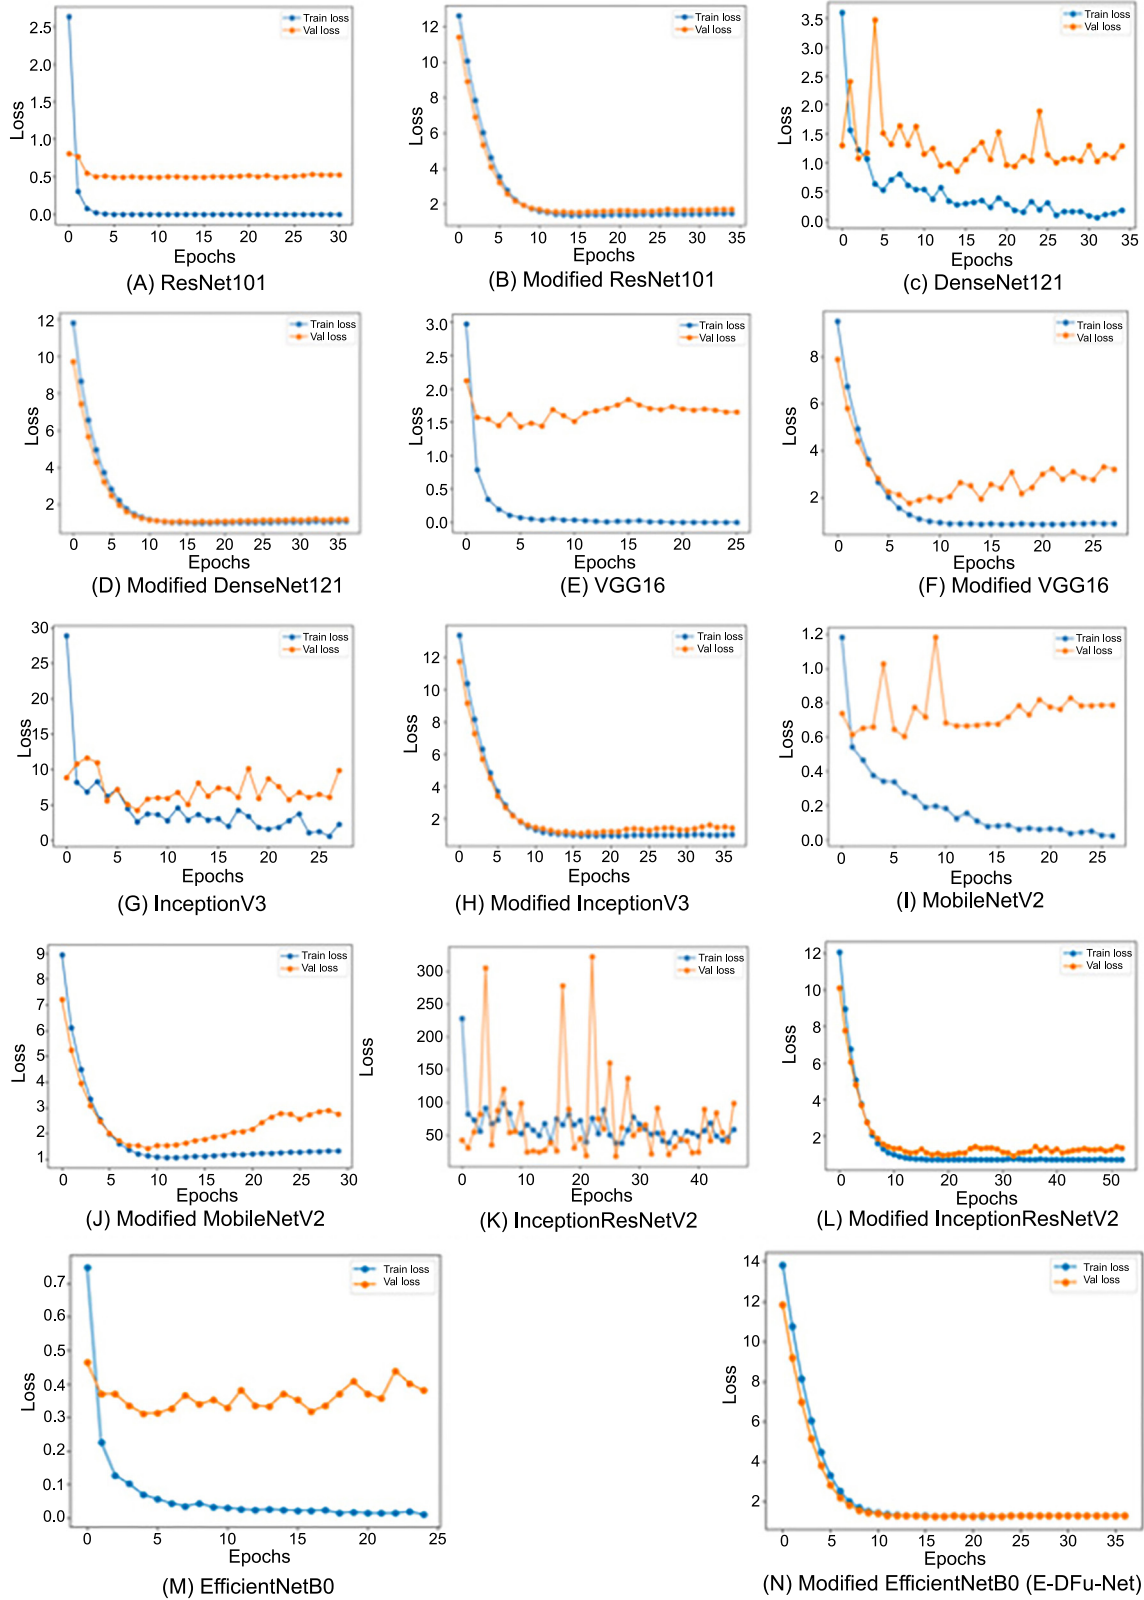 2.5
2.0
1.5
1.0
0.5
0.0
Loss
Train loss
Val loss
0 5 10 15 20 25 30
Epochs
(A) ResNet101
12
10
8
6
4
2
Loss
Train loss
Val loss
0 5 10 15 20 25 30 35
Epochs
(B) Modified ResNet101
3.5
3.0
2.5
2.0
1.5
1.0
0.5
0.0
Loss
Train loss
Val loss
0 5 10 15 20 25 30 35
Epochs
(c) DenseNet121
12
10
8
6
4
2
Loss
Train loss
Val loss
0 5 10 15 20 25 30 35
Epochs
(D) Modified DenseNet121
3.0
2.5
2.0
1.5
1.0
0.5
0.0
Loss
Train loss
Val loss
0 5 10 15 20 25
Epochs
(E) VGG16
8
6
4
2
Loss
Train loss
Val loss
0 5 10 15 20 25
Epochs
(F) Modified VGG16
30
25
20
15
10
5
0
Loss
Train loss
Val loss
0 5 10 15 20 25
Epochs
(G) InceptionV3
12
10
8
6
4
2
Loss
Train loss
Val loss
0 5 10 15 20 25 30 35
Epochs
(H) Modified InceptionV3
1.2
1.0
0.8
0.6
0.4
0.2
0.0
Loss
Train loss
Val loss
0 5 10 15 20 25
Epochs
(I) MobileNetV2
9
8
7
6
5
4
3
2
1
Loss
Train loss
Val loss
0 5 10 15 20 25 30
Epochs
(J) Modified MobileNetV2
300
250
200
150
100
50
Loss
Train loss
Val loss
0 10 20 30 40
Epochs
(K) InceptionResNetV2
12
10
8
6
4
2
Loss
Train loss
Val loss
0 10 20 30 40 50
Epochs
(L) Modified InceptionResNetV2
0.7
0.6
0.5
0.4
0.3
0.2
0.1
0.0
Loss
Train loss
Val loss
0 5 10 15 20 25
Epochs
(M) EfficientNetB0
14
12
10
8
6
4
2
Loss
Train loss
Val loss
0 5 10 15 20 25 30 35
Epochs
(N) Modified EfficientNetB0 (E-DFu-Net)